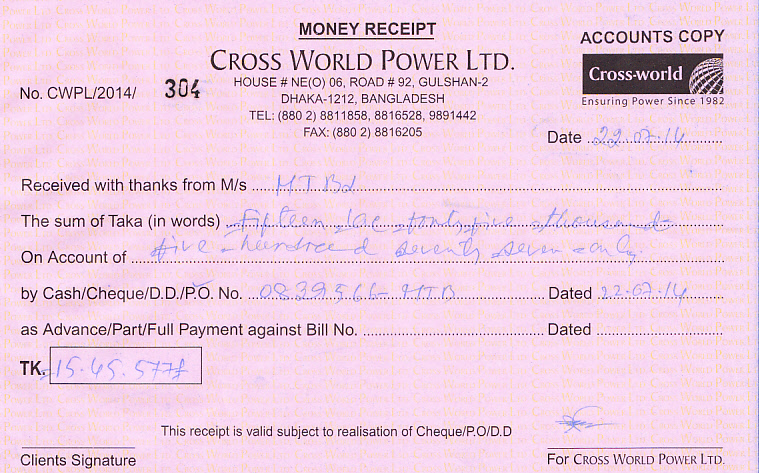 MONEY RECEIPT
ACCOUNTS COPY
CROSS WORLD POWER LTD.
Cross-world
Ensuring Power Since 1982
HOUSE # NE(O) 06, ROAD # 92, GULSHAN-2
DHAKA-1212, BANGLADESH
TEL: (880 2) 8811858, 8816528, 9891442
FAX: (880 2) 8816205
No. CWPL/2014/ 304
Date 22.07.14
Received with thanks from M/s MTBL
The sum of Taka (in words) Fifteen lac forty five thousand
On Account of five hundred seventy seven only.
by Cash/Cheque/D.D./P.O. No. 0839566- MTB Dated 22.07.14
as Advance/Part/Full Payment against Bill No. Dated
TK. 15.45.577/=
This receipt is valid subject to realisation of Cheque/P.O/D.D
Clients Signature For CROSS WORLD POWER LTD.